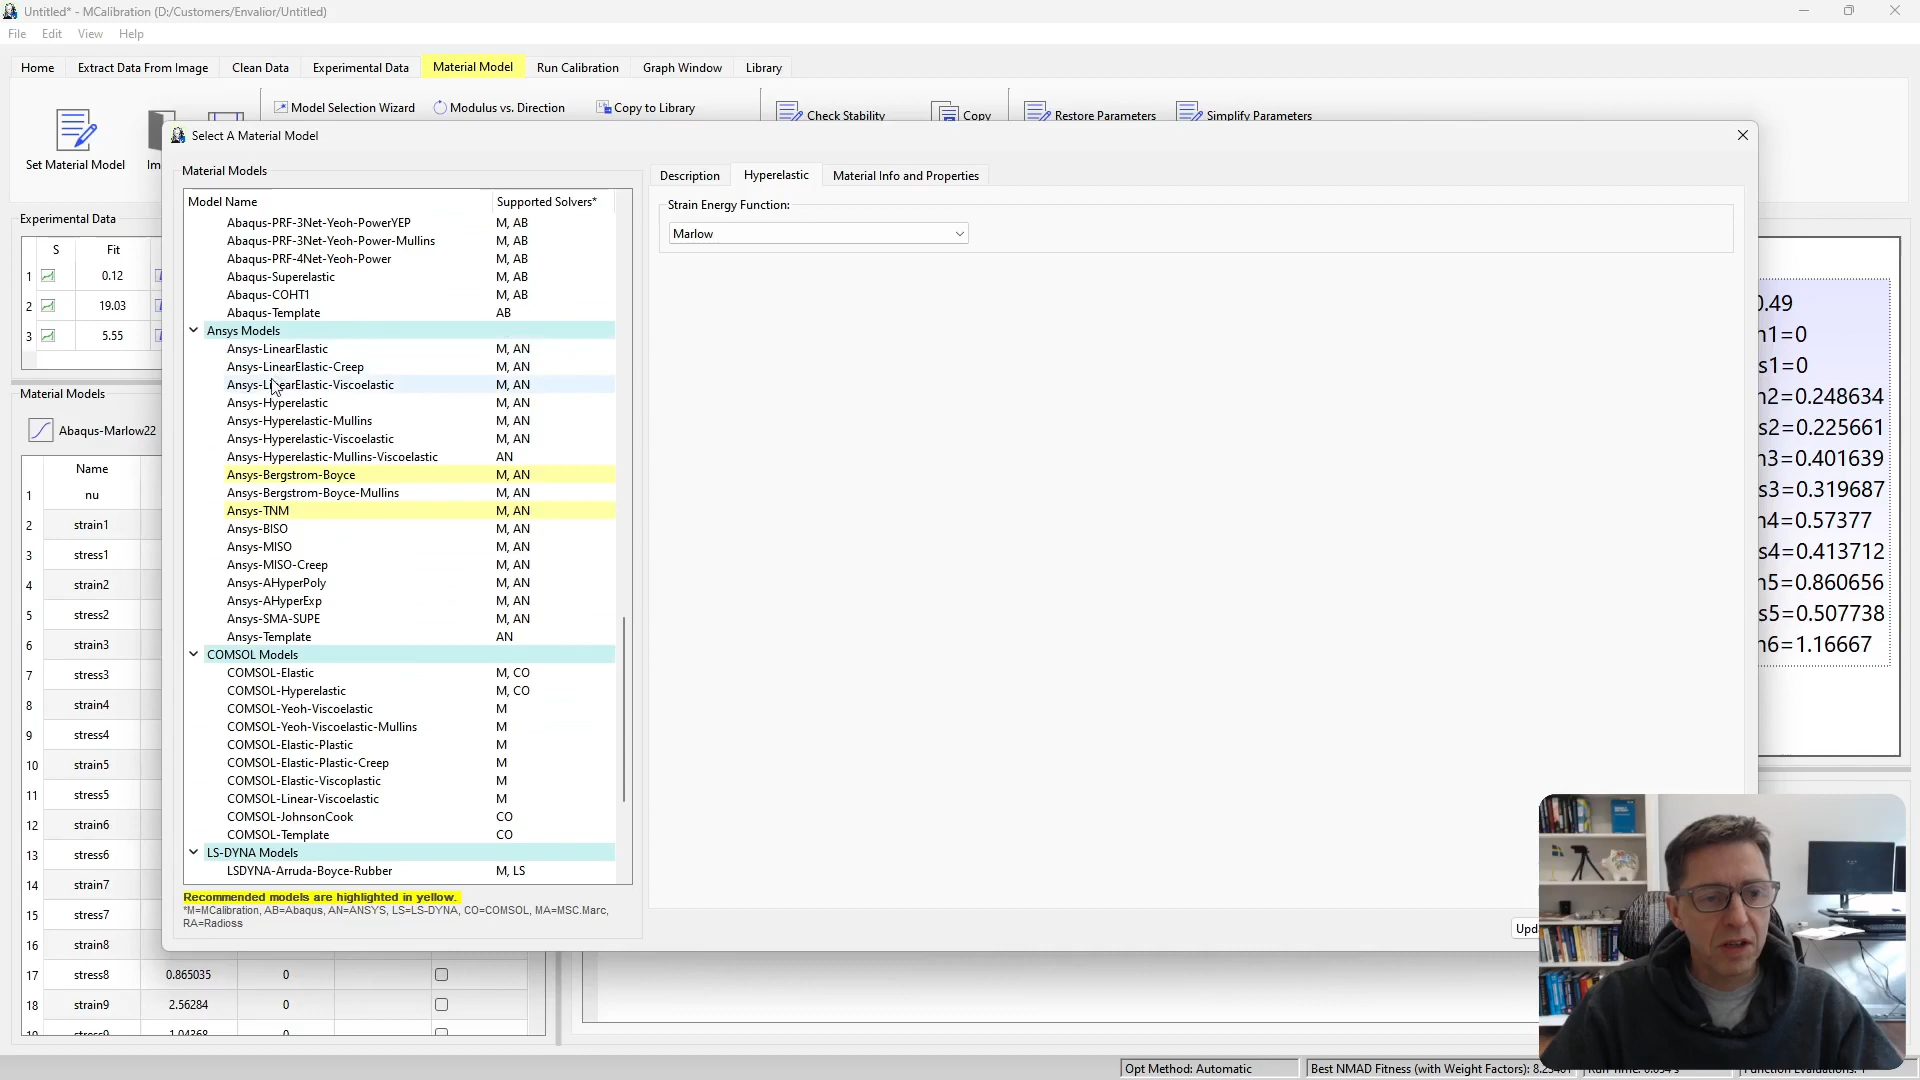 Untitled* - MCalibration (D:/Customers/Envalior/Untitled)
File Edit View Help
Home Extract Data From Image Clean Data Experimental Data Material Model Run Calibration Graph Window Library
Model Selection Wizard Modulus vs. Direction Copy to Library Check Stability Copy Restore Parameters Simplify Parameters
Set Material Model
Select A Material Model
Experimental Data
S Fit
1 0.12
2 19.03
3 5.55
Material Models
Abaqus-Marlow22
Name
1 nu
2 strain1
3 stress1
4 strain2
5 stress2
6 strain3
7 stress3
8 strain4
9 stress4
10 strain5
11 stress5
12 strain6
13 stress6
14 strain7
15 stress7
16 strain8
17 stress8 0.865035 0
18 strain9 2.56284 0
19 stress9 1.04368 0
Material Models
Model Name Supported Solvers*
Abaqus-PRF-3Net-Yeoh-PowerYEP M, AB
Abaqus-PRF-3Net-Yeoh-Power-Mullins M, AB
Abaqus-PRF-4Net-Yeoh-Power M, AB
Abaqus-Superelastic M, AB
Abaqus-COHT1 M, AB
Abaqus-Template AB
Ansys Models
Ansys-LinearElastic M, AN
Ansys-LinearElastic-Creep M, AN
Ansys-LinearElastic-Viscoelastic M, AN
Ansys-Hyperelastic M, AN
Ansys-Hyperelastic-Mullins M, AN
Ansys-Hyperelastic-Viscoelastic M, AN
Ansys-Hyperelastic-Mullins-Viscoelastic AN
Ansys-Bergstrom-Boyce M, AN
Ansys-Bergstrom-Boyce-Mullins M, AN
Ansys-TNM M, AN
Ansys-BISO M, AN
Ansys-MISO M, AN
Ansys-MISO-Creep M, AN
Ansys-AHyperPoly M, AN
Ansys-AHyperExp M, AN
Ansys-SMA-SUPE M, AN
Ansys-Template AN
COMSOL Models
COMSOL-Elastic M, CO
COMSOL-Hyperelastic M, CO
COMSOL-Yeoh-Viscoelastic M
COMSOL-Yeoh-Viscoelastic-Mullins M
COMSOL-Elastic-Plastic M
COMSOL-Elastic-Plastic-Creep M
COMSOL-Elastic-Viscoplastic M
COMSOL-Linear-Viscoelastic M
COMSOL-JohnsonCook CO
COMSOL-Template CO
LS-DYNA Models
LSDYNA-Arruda-Boyce-Rubber M, LS
Recommended models are highlighted in yellow.
*M=MCalibration, AB=Abaqus, AN=ANSYS, LS=LS-DYNA, CO=COMSOL, MA=MSC.Marc,
RA=Radioss
Description Hyperelastic Material Info and Properties
Strain Energy Function:
Marlow
0.49
n1=0
s1=0
n2=0.248634
s2=0.225661
n3=0.401639
s3=0.319687
n4=0.57377
s4=0.413712
n5=0.860656
s5=0.507738
n6=1.16667
Opt Method: Automatic Best NMAD Fitness (with Weight Factors):